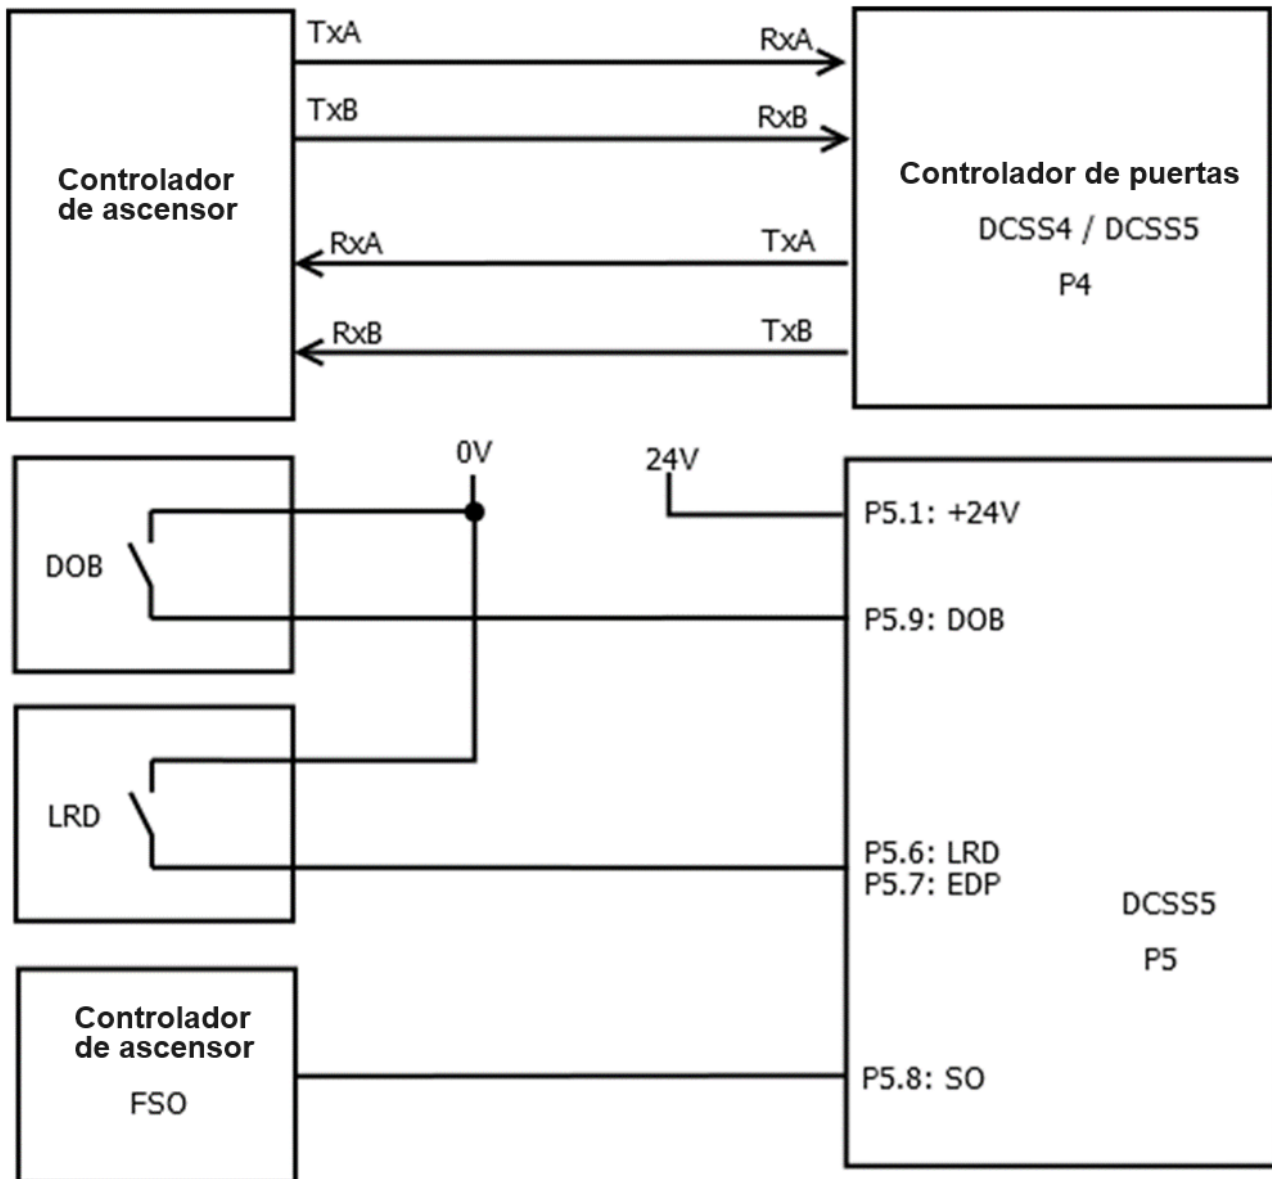 TxA
RxA
TxB
RxB
Controlador
de ascensor
Controlador de puertas
DCSS4 / DCSS5
P4
RxA
TxA
RxB
TxB
0V
24V
P5.1: +24V
DOB
P5.9: DOB
LRD
P5.6: LRD
P5.7: EDP
DCSS5
P5
Controlador
de ascensor
FSO
P5.8: SO